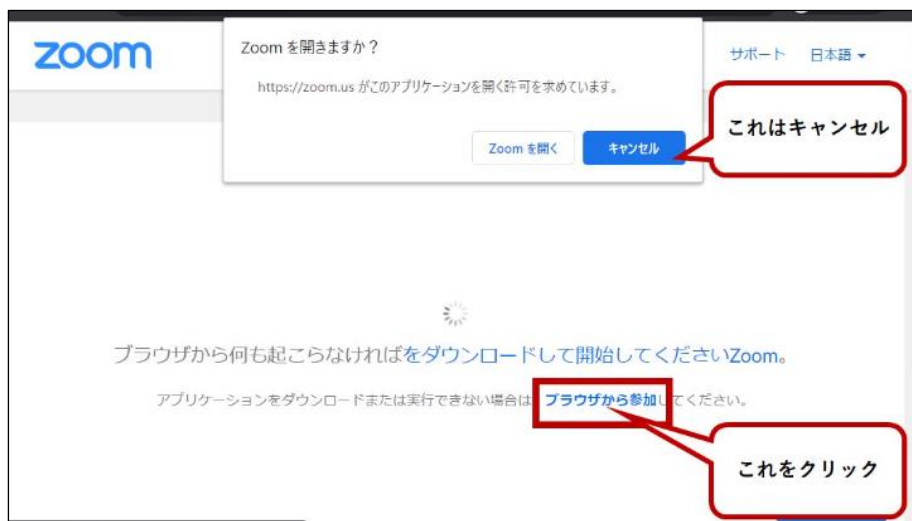 zoom
サポート 日本語
Zoom を開きますか？
https://zoom.us がこのアプリケーションを開く許可を求めています。
Zoom を開く キャンセル
これはキャンセル
ブラウザから何も起こらなければをダウンロードして開始してくださいZoom。
アプリケーションをダウンロードまたは実行できない場合は ブラウザから参加してください。
これをクリック